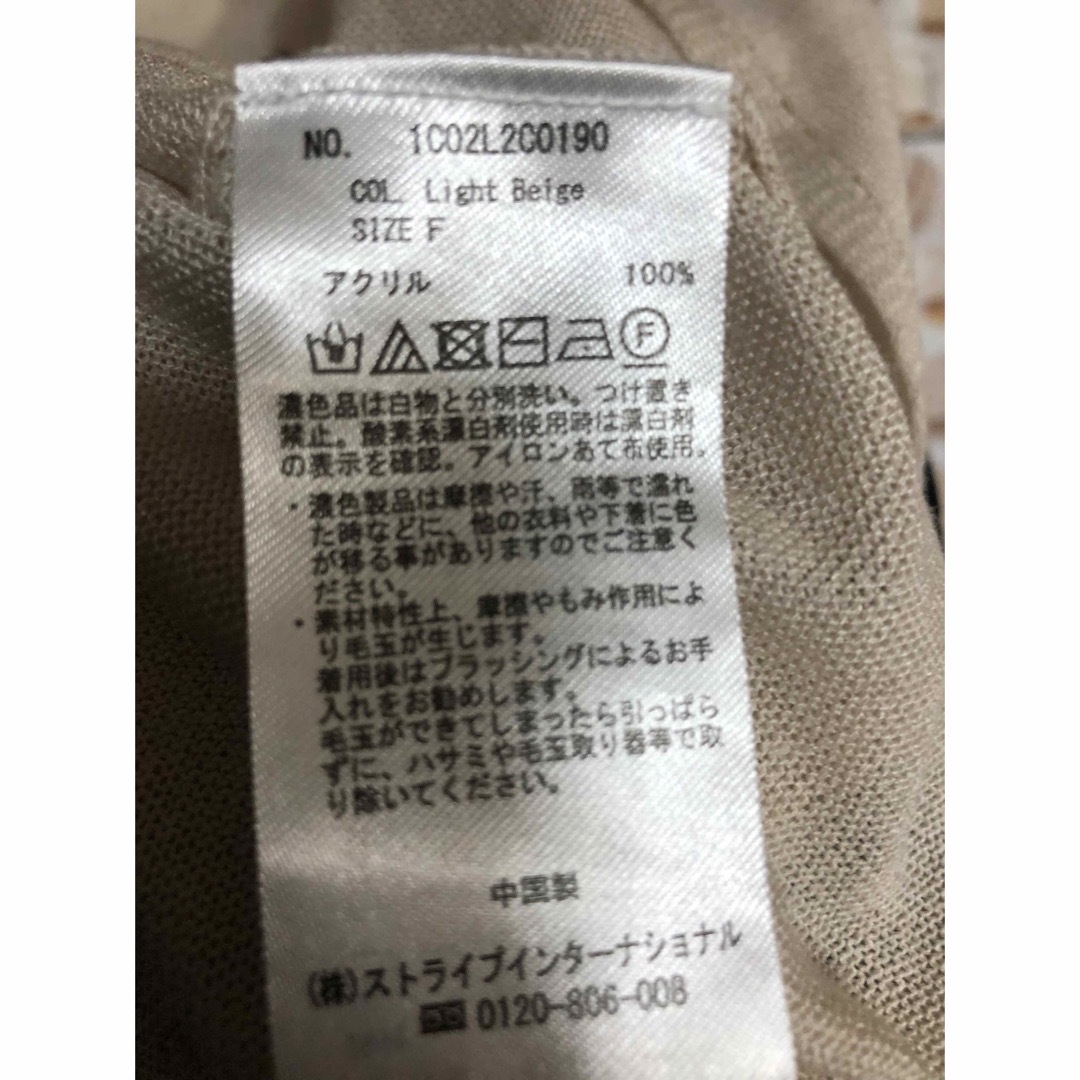 NO. 1C02L2C0190
COL. Light Beige
SIZE F
アクリル 100%
F
濃色品は白物と分別洗い。つけ置き
禁止。酸素系漂白剤使用時は漂白剤
の表示を確認。アイロンあて布使用。
・濃色製品は摩擦や汗、雨等で濡れ
た時などに、他の衣料や下着に色
が移る事がありますのでご注意く
ださい。
・素材特性上、摩擦やもみ作用によ
り毛玉が生じます。
着用後はブラッシングによるお手
入れをお勧めします。
毛玉ができてしまったら引っぱら
ずに、ハサミや毛玉取り器等で取
り除いてください。
中国製
(株)ストライプインターナショナル
0120-806-008